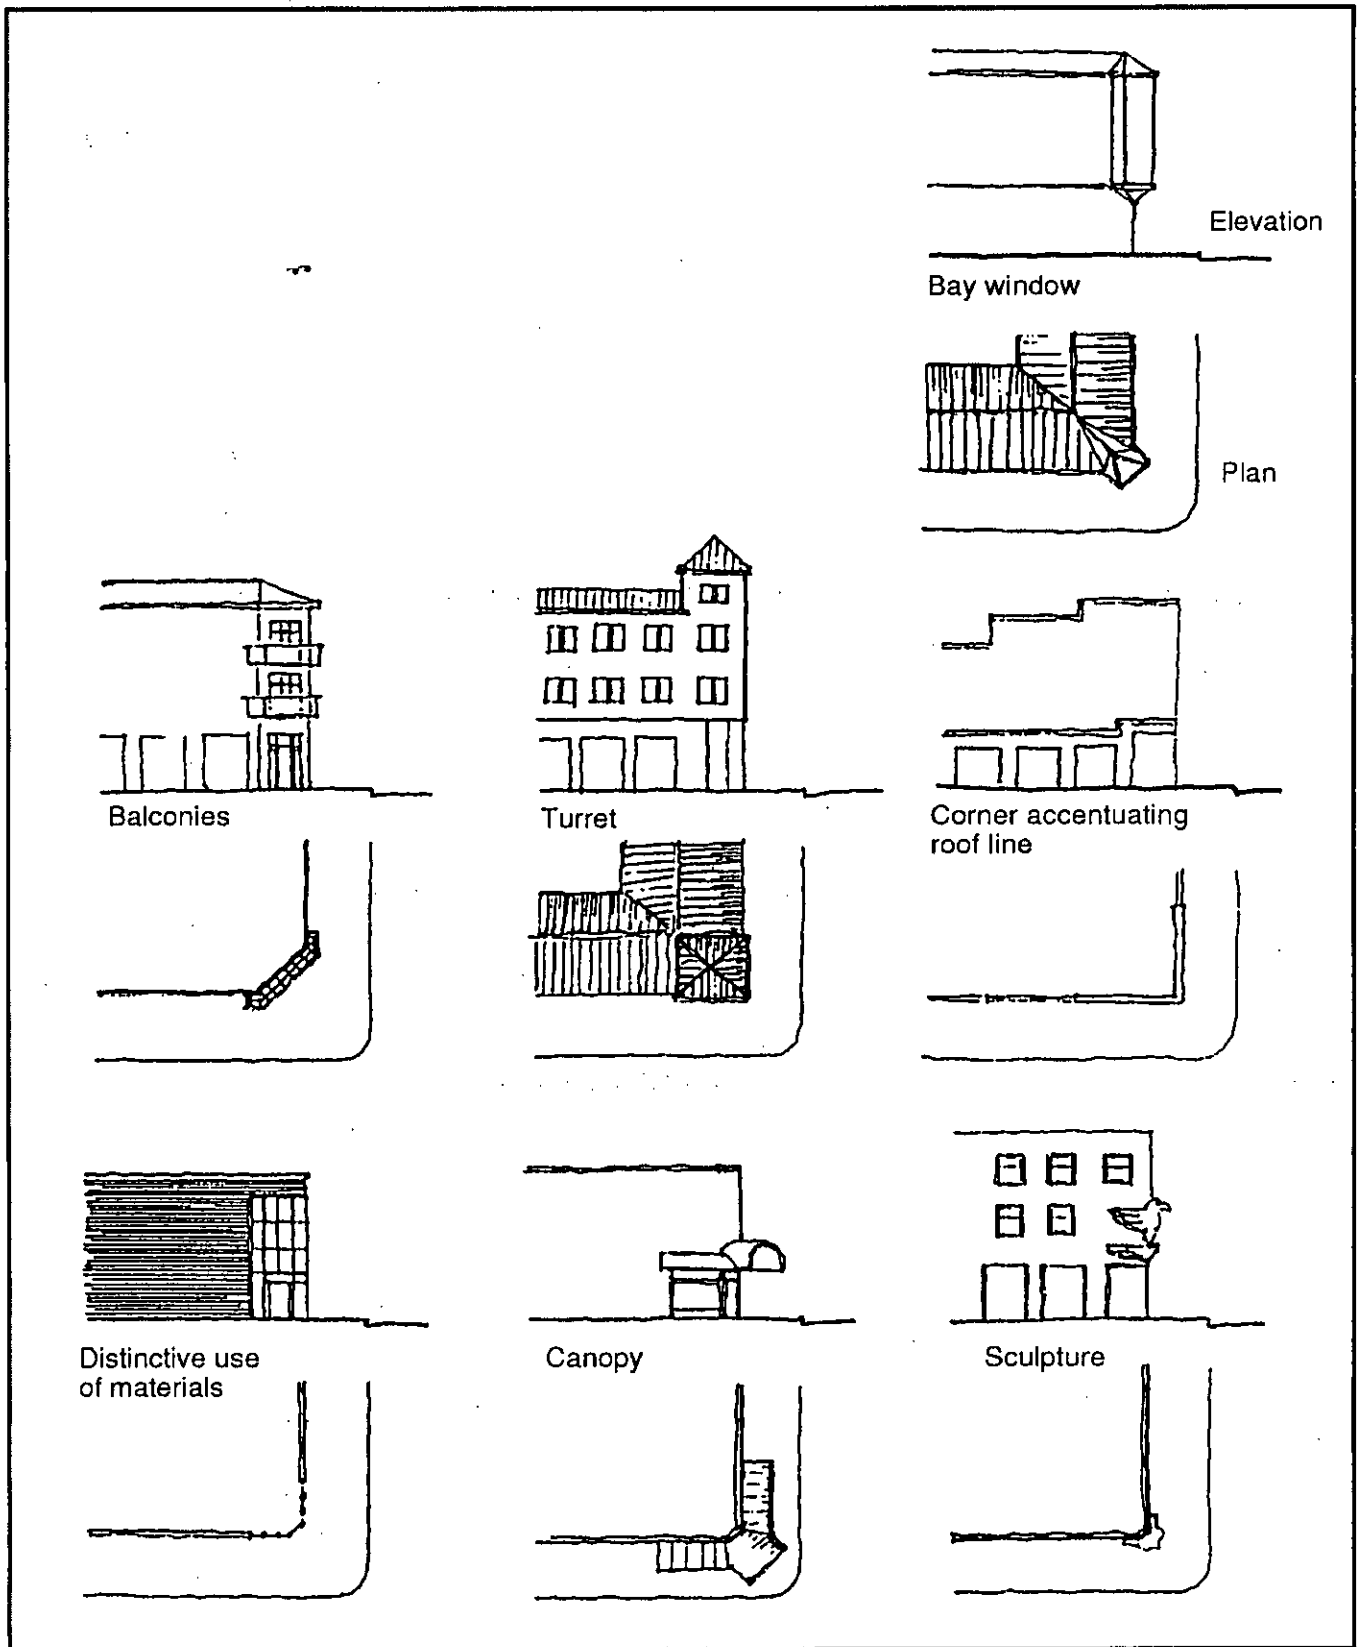 Elevation
Bay window
Plan
Balconies
Turret
Corner accentuating
roof line
Distinctive use
of materials
Canopy
Sculpture